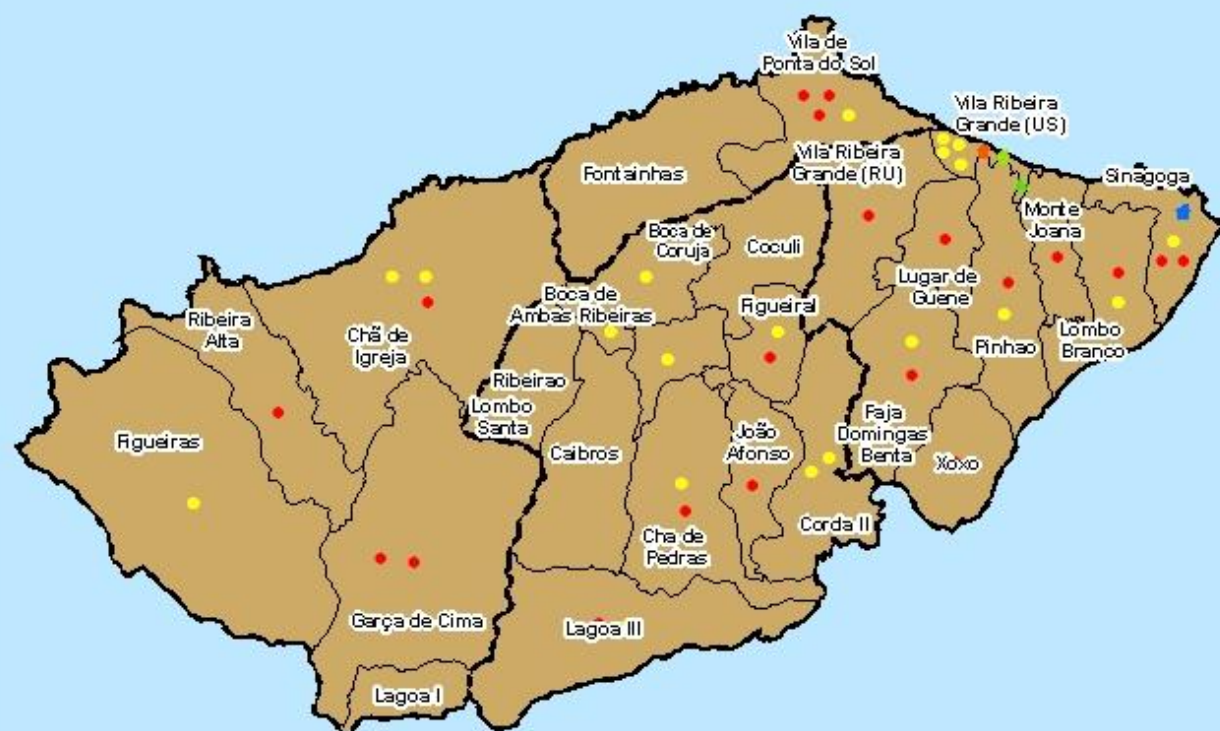 Vila de
Ponta do Sol
Vila Ribeira
Grande (US)
Vila Ribeira
Grande (RU)
Sinagoga
Fontainhas
Monte
Joana
Boca de
Coruja
Coculi
Lugar de
Guene
Boca de
Ambas Ribeiras
Figueiral
Ribeira
Alta
Chã de
Igreja
Pinhao
Lombo
Branco
Ribeirao
Lombo
Santa
Figueiras
Caibros
João
Afonso
Faja
Domingas
Benta
Xoxo
Cha de
Pedras
Corda II
Garça de Cima
Lagoa III
Lagoa I